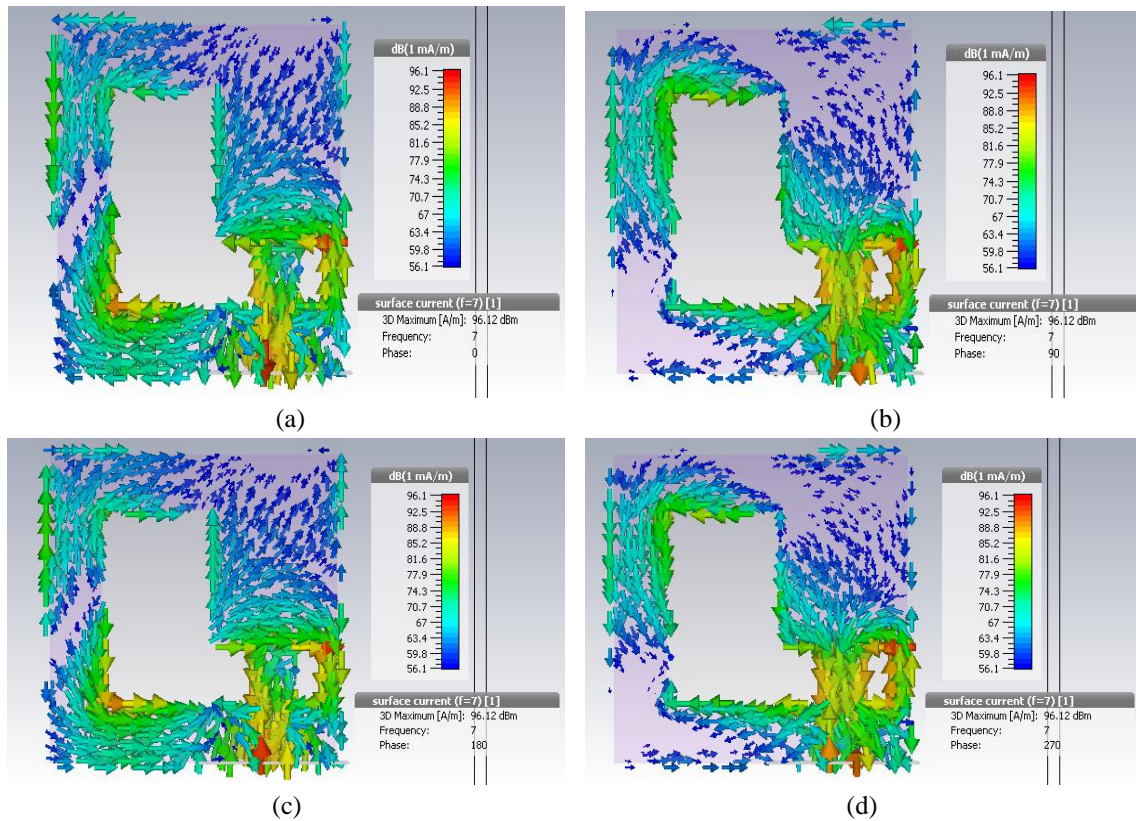 dB(1 mA/m)
96.1
92.5
88.8
85.2
81.6
77.9
74.3
70.7
67
63.4
59.8
56.1
surface current (f=7) [1]
3D Maximum [A/m]: 96.12 dBm
Frequency: 7
Phase: 0
(a)
dB(1 mA/m)
96.1
92.5
88.8
85.2
81.6
77.9
74.3
70.7
67
63.4
59.8
56.1
surface current (f=7) [1]
3D Maximum [A/m]: 96.12 dBm
Frequency: 7
Phase: 90
(b)
dB(1 mA/m)
96.1
92.5
88.8
85.2
81.6
77.9
74.3
70.7
67
63.4
59.8
56.1
surface current (f=7) [1]
3D Maximum [A/m]: 96.12 dBm
Frequency: 7
Phase: 180
(c)
dB(1 mA/m)
96.1
92.5
88.8
85.2
81.6
77.9
74.3
70.7
67
63.4
59.8
56.1
surface current (f=7) [1]
3D Maximum [A/m]: 96.12 dBm
Frequency: 7
Phase: 270
(d)